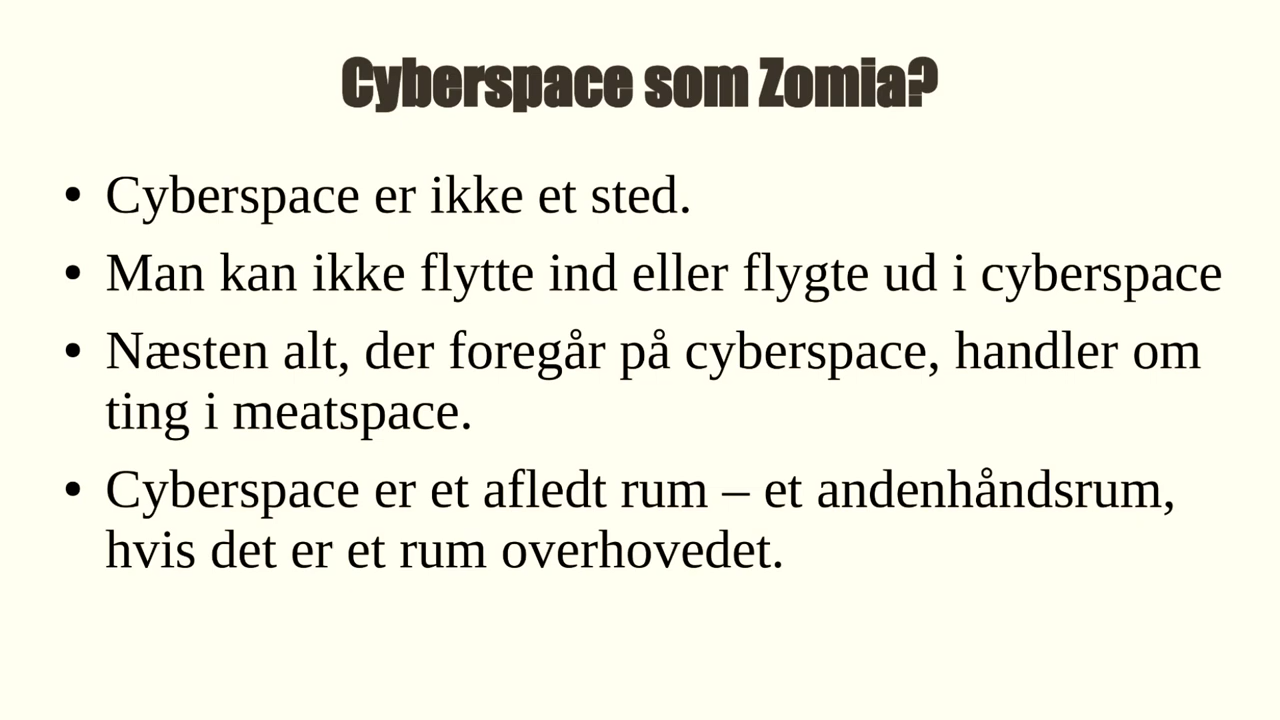 Cyberspace som Zomia?
• Cyberspace er ikke et sted.
• Man kan ikke flytte ind eller flygte ud i cyberspace
• Næsten alt, der foregår på cyberspace, handler om
ting i meatspace.
• Cyberspace er et afledt rum – et andenhåndsrum,
hvis det er et rum overhovedet.